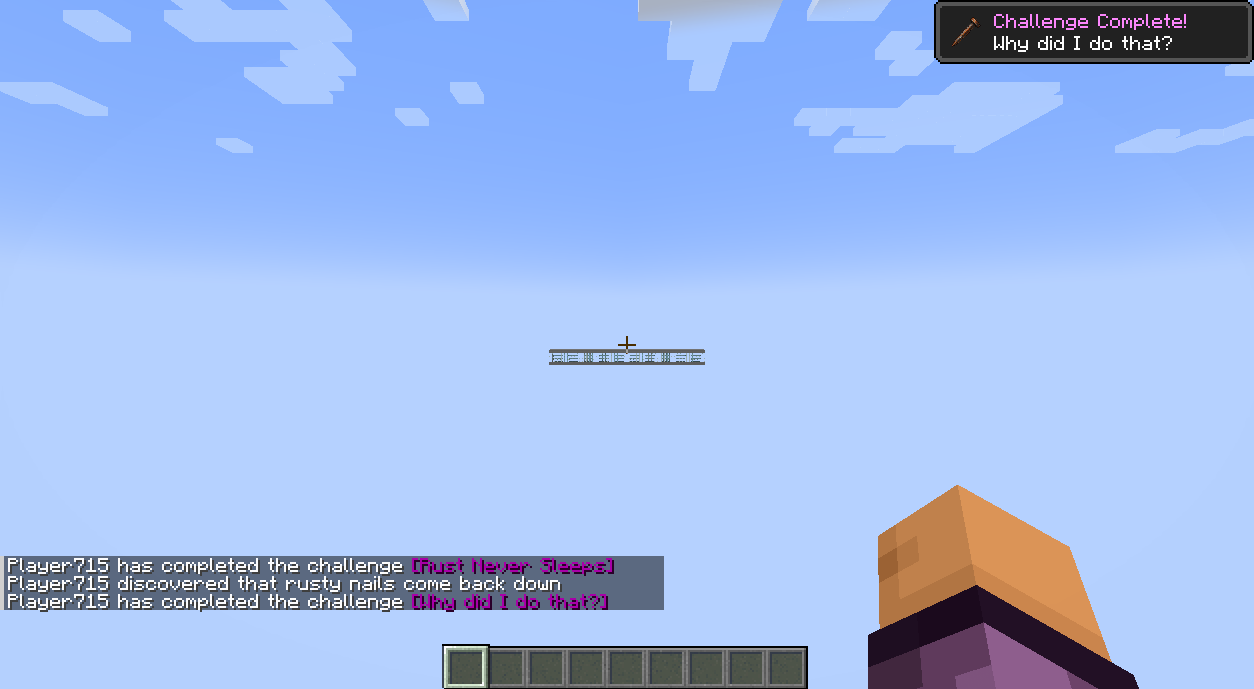 Challenge Complete!
Why did I do that?
Player715 has completed the challenge [Rust Never Sleeps]
Player715 discovered that rusty nails come back down
Player715 has completed the challenge [Why did I do that?]